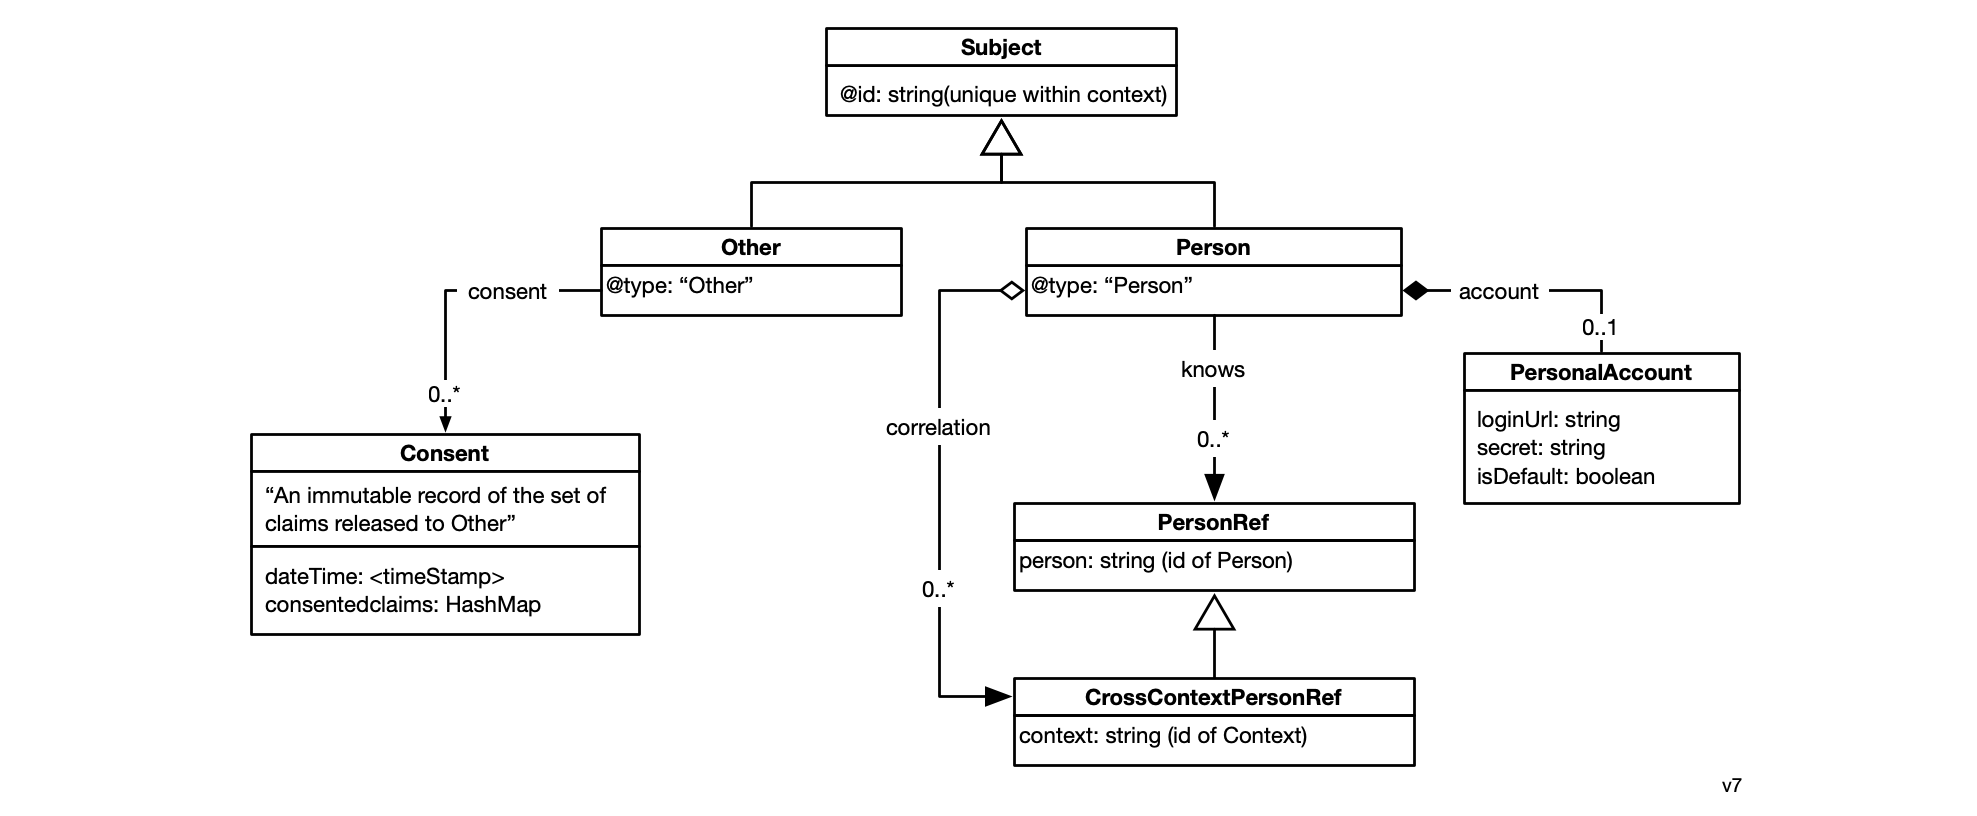 Subject
@id: string(unique within context)
Other
@type: “Other”
Person
@type: “Person”
consent
account
0..1
knows
PersonalAccount
loginUrl: string
secret: string
isDefault: boolean
0..*
correlation
0..*
Consent
“An immutable record of the set of
claims released to Other”
dateTime: <timeStamp>
consentedclaims: HashMap
PersonRef
person: string (id of Person)
0..*
CrossContextPersonRef
context: string (id of Context)
v7